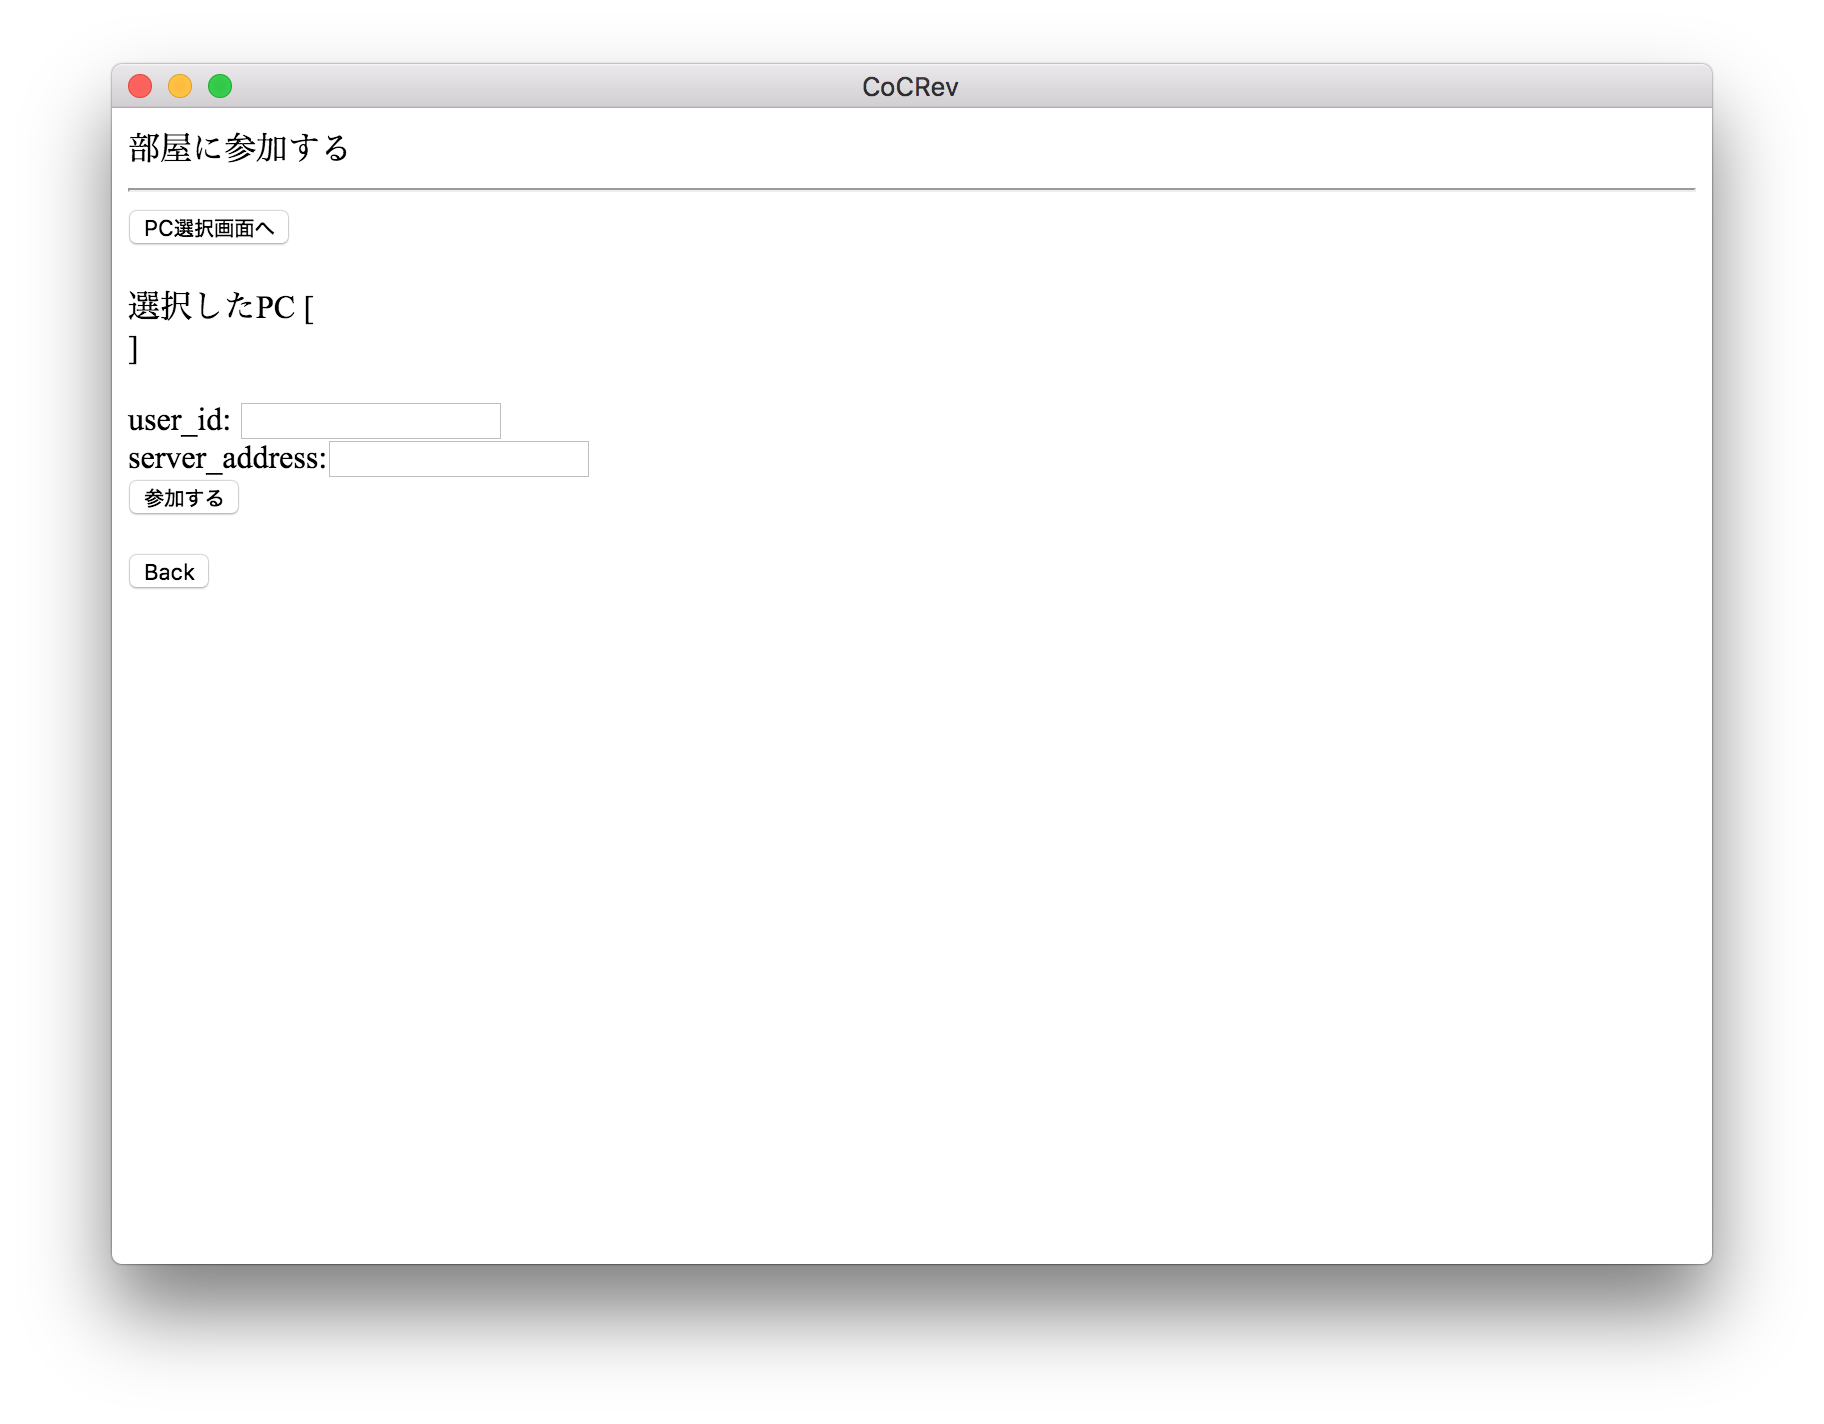 CoCRev
部屋に参加する
PC選択画面へ
選択したPC [
]
user_id:
server_address:
参加する
Back